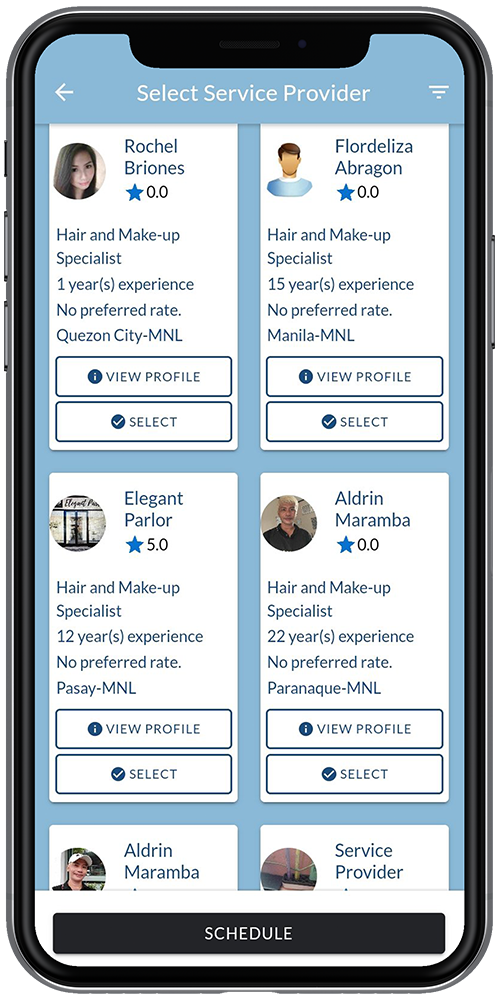 Select Service Provider
Rochel
Briones
0.0
Hair and Make-up
Specialist
1 year(s) experience
No preferred rate.
Quezon City-MNL
VIEW PROFILE
SELECT
Flordeliza
Abragon
0.0
Hair and Make-up
Specialist
15 year(s) experience
No preferred rate.
Manila-MNL
VIEW PROFILE
SELECT
Elegant
Parlor
5.0
Hair and Make-up
Specialist
12 year(s) experience
No preferred rate.
Pasay-MNL
VIEW PROFILE
SELECT
Aldrin
Maramba
0.0
Hair and Make-up
Specialist
22 year(s) experience
No preferred rate.
Paranaque-MNL
VIEW PROFILE
SELECT
Aldrin
Maramba
Service
Provider
SCHEDULE